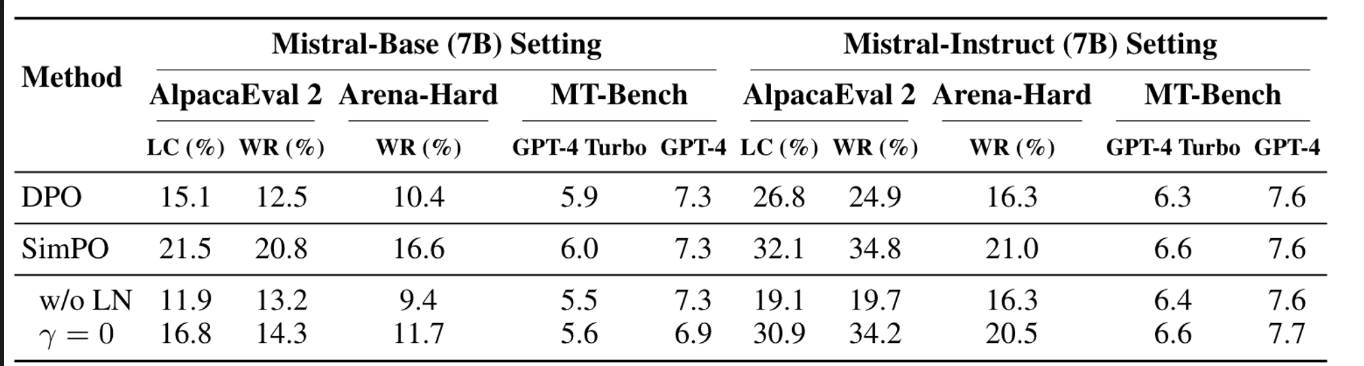 Mistral-Base (7B) Setting Mistral-Instruct (7B) Setting
Method
AlpacaEval 2 Arena-Hard MT-Bench AlpacaEval 2 Arena-Hard MT-Bench
LC (%) WR (%) WR (%) GPT-4 Turbo GPT-4 LC (%) WR (%) WR (%) GPT-4 Turbo GPT-4
DPO 15.1 12.5 10.4 5.9 7.3 26.8 24.9 16.3 6.3 7.6
SimPO 21.5 20.8 16.6 6.0 7.3 32.1 34.8 21.0 6.6 7.6
w/o LN 11.9 13.2 9.4 5.5 7.3 19.1 19.7 16.3 6.4 7.6
γ = 0 16.8 14.3 11.7 5.6 6.9 30.9 34.2 20.5 6.6 7.7